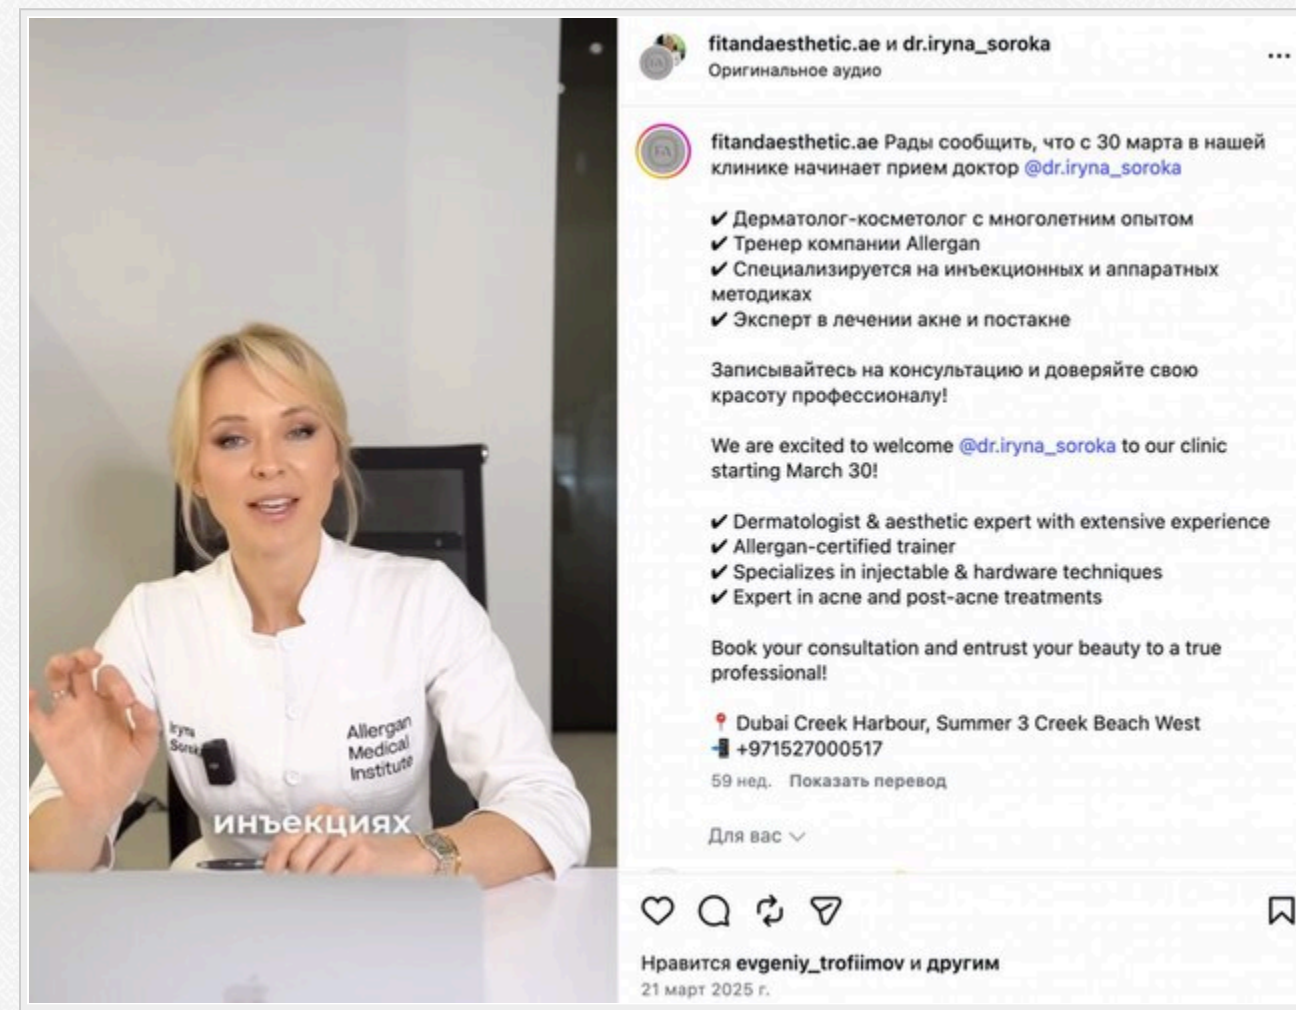 fitandaesthetic.ae и dr.iryna_soroka
Оригинальное аудио
fitandaesthetic.ae Рады сообщить, что с 30 марта в нашей
клинике начинает прием доктор @dr.iryna_soroka
✔ Дерматолог-косметолог с многолетним опытом
✔ Тренер компании Allergan
✔ Специализируется на инъекционных и аппаратных
методиках
✔ Эксперт в лечении акне и постакне
Записывайтесь на консультацию и доверяйте свою
красоту профессионалу!
We are excited to welcome @dr.iryna_soroka to our clinic
starting March 30!
✔ Dermatologist & aesthetic expert with extensive experience
✔ Allergan-certified trainer
✔ Specializes in injectable & hardware techniques
✔ Expert in acne and post-acne treatments
Book your consultation and entrust your beauty to a true
professional!
📍 Dubai Creek Harbour, Summer 3 Creek Beach West
📲 +971527000517
59 нед. Показать перевод
Для вас
Нравится evgeniy_trofiimov и другим
21 март 2025 г.
Iryna
Allergan
Medical
Institute
инъекциях
FA